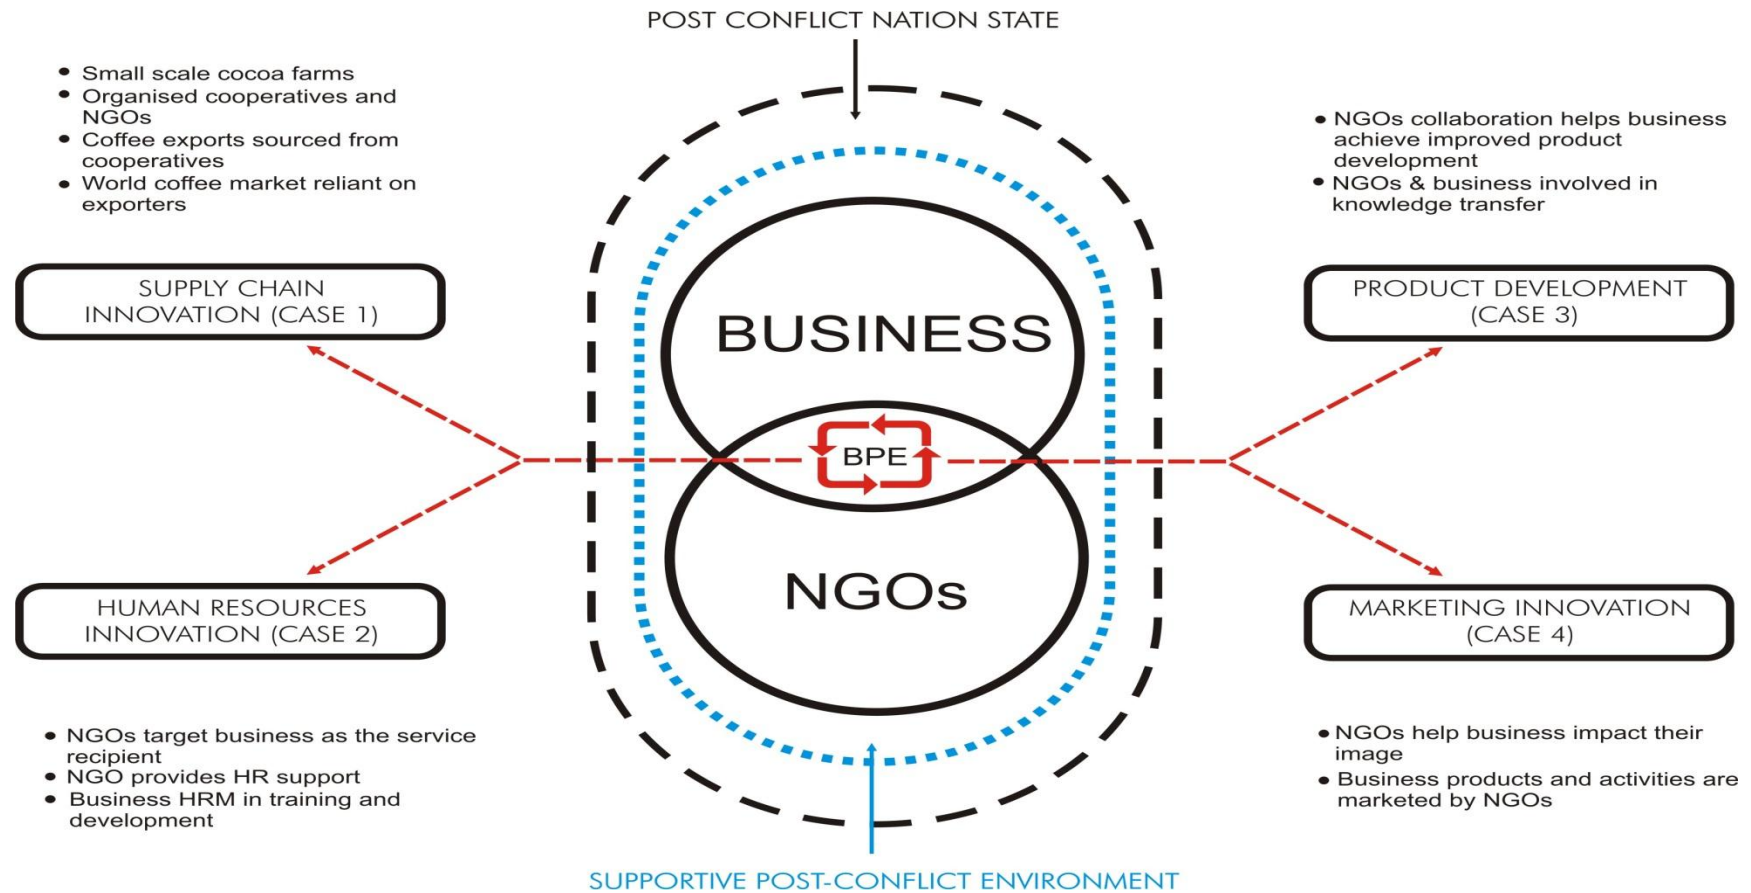 POST CONFLICT NATION STATE
• Small scale cocoa farms
• Organised cooperatives and
NGOs
• Coffee exports sourced from
cooperatives
• World coffee market reliant on
exporters
• NGOs collaboration helps business
achieve improved product
development
• NGOs & business involved in
knowledge transfer
SUPPLY CHAIN
INNOVATION (CASE 1)
PRODUCT DEVELOPMENT
(CASE 3)
BUSINESS
BPE
NGOs
HUMAN RESOURCES
INNOVATION (CASE 2)
MARKETING INNOVATION
(CASE 4)
• NGOs target business as the service
recipient
• NGO provides HR support
• Business HRM in training and
development
• NGOs help business impact their
image
• Business products and activities are
marketed by NGOs
SUPPORTIVE POST-CONFLICT ENVIRONMENT